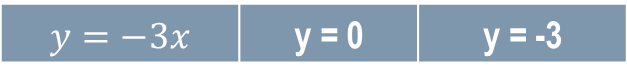 y = −3x y = 0 y = -3